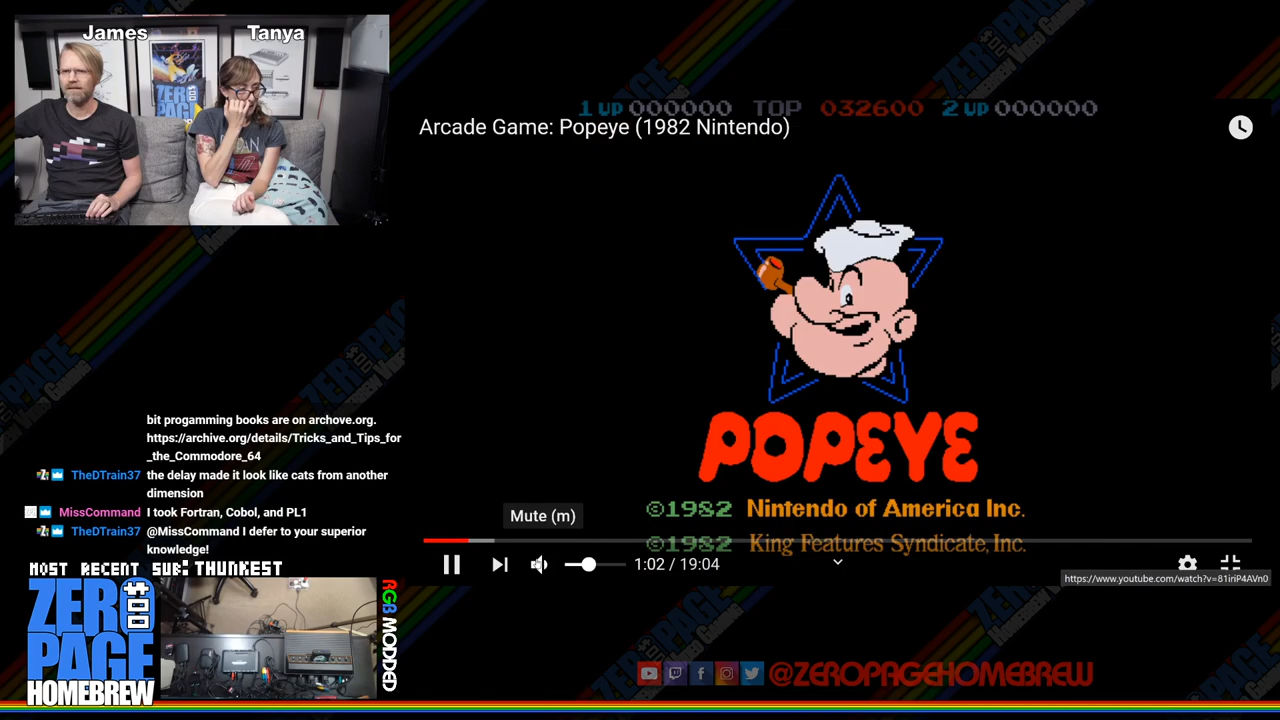 James
Tanya
1 UP 000000 TOP 032600 2 UP 000000
Arcade Game: Popeye (1982 Nintendo)
POPEYE
©1982 Nintendo of America Inc.
©1982 King Features Syndicate, Inc.
Mute (m)
1:02 / 19:04
https://www.youtube.com/watch?v=81iriP4AVn0
bit progamming books are on archove.org.
https://archive.org/details/Tricks_and_Tips_for
_the_Commodore_64
TheDTrain37 the delay made it look like cats from another
dimension
MissCommand I took Fortran, Cobol, and PL1
TheDTrain37 @MissCommand I defer to your superior
knowledge!
MOST RECENT SUB: THUNKEST
ZERO
PAGE
HOMEBREW
RGB MODDED
@ZEROPAGEHOMEBREW